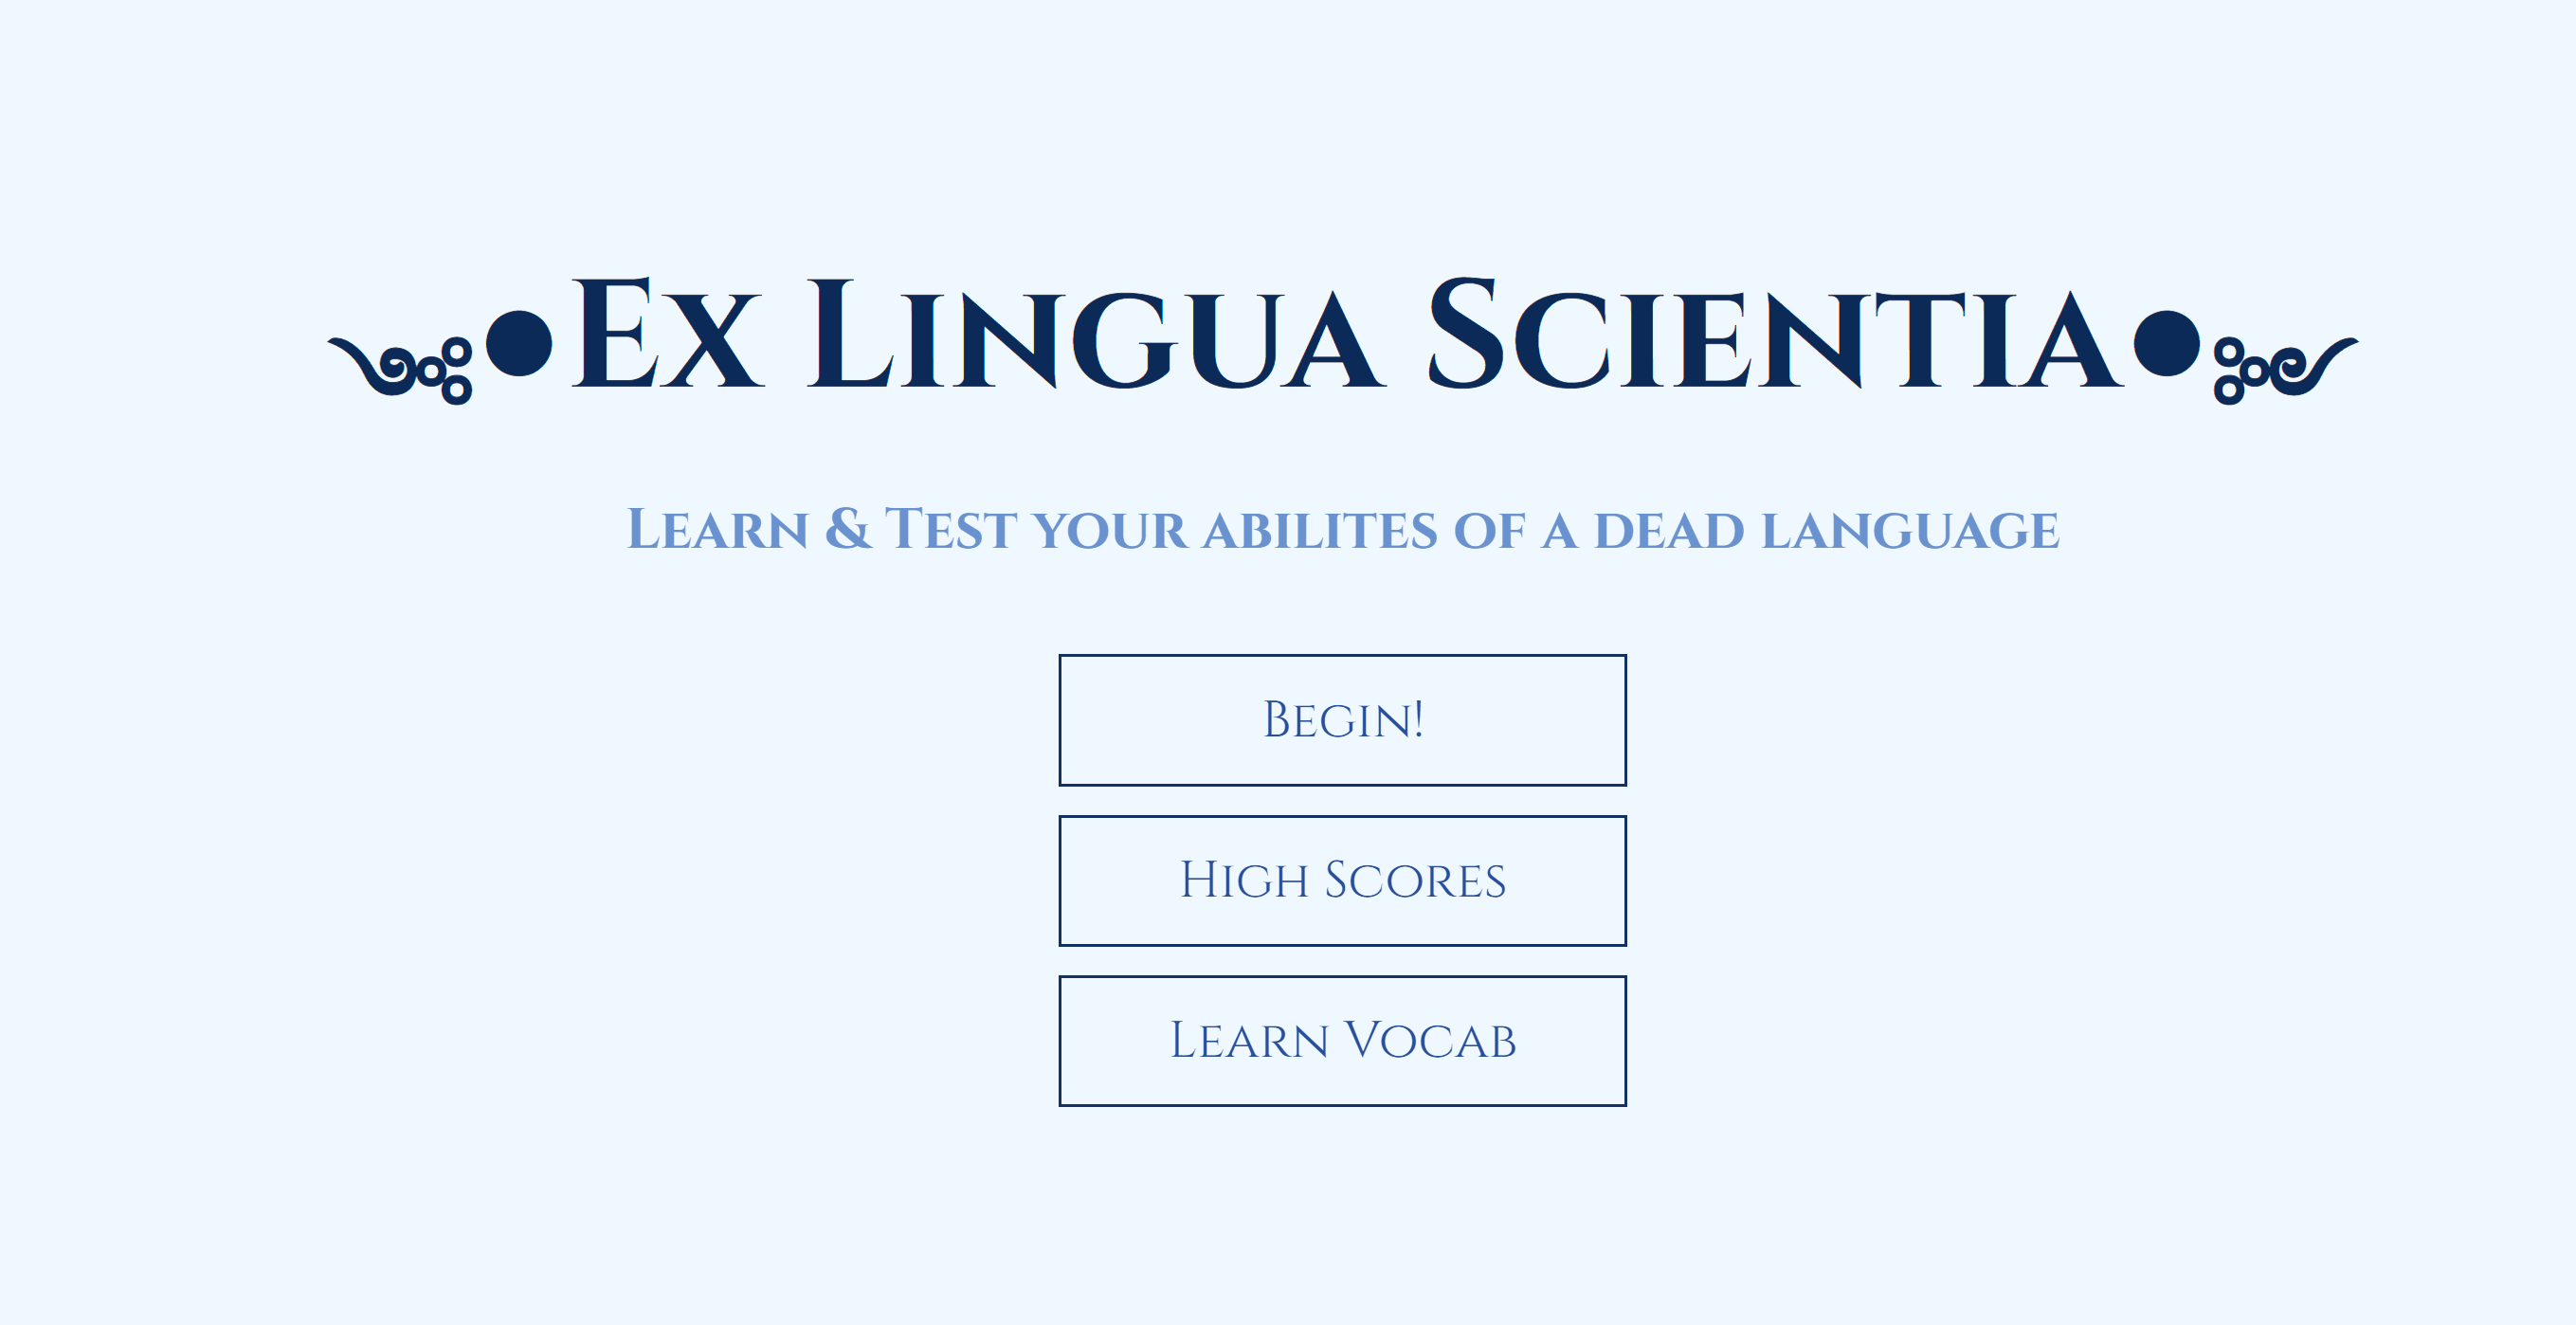 ༺●Ex Lingua Scientia●༻
Learn & Test your abilites of a dead language
Begin!
High Scores
Learn Vocab